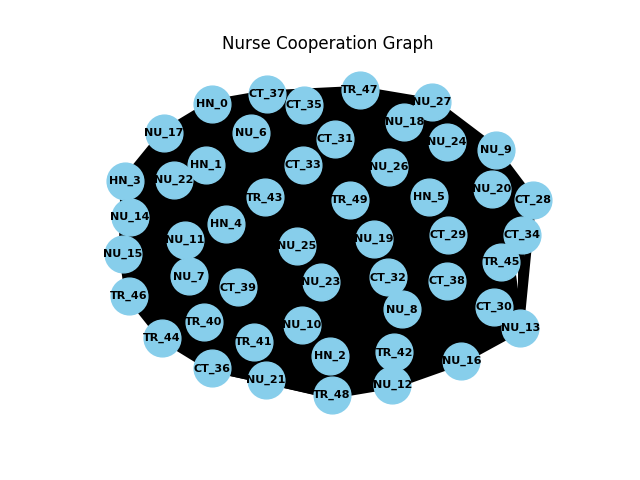 Nurse Cooperation Graph
TR_47
CT_37
NU_27
HN_0
CT_35
NU_18
NU_17
NU_6
CT_31
NU_24
NU_9
HN_1
CT_33
NU_26
HN_3
NU_22
NU_20
TR_43
TR_49
HN_5
CT_28
NU_14
HN_4
CT_29
CT_34
NU_11
NU_25
NU_19
NU_15
TR_45
NU_7
CT_39
NU_23
CT_32
CT_38
TR_46
NU_8
CT_30
TR_40
NU_10
NU_13
TR_44
TR_41
HN_2
TR_42
NU_16
CT_36
NU_21
NU_12
TR_48